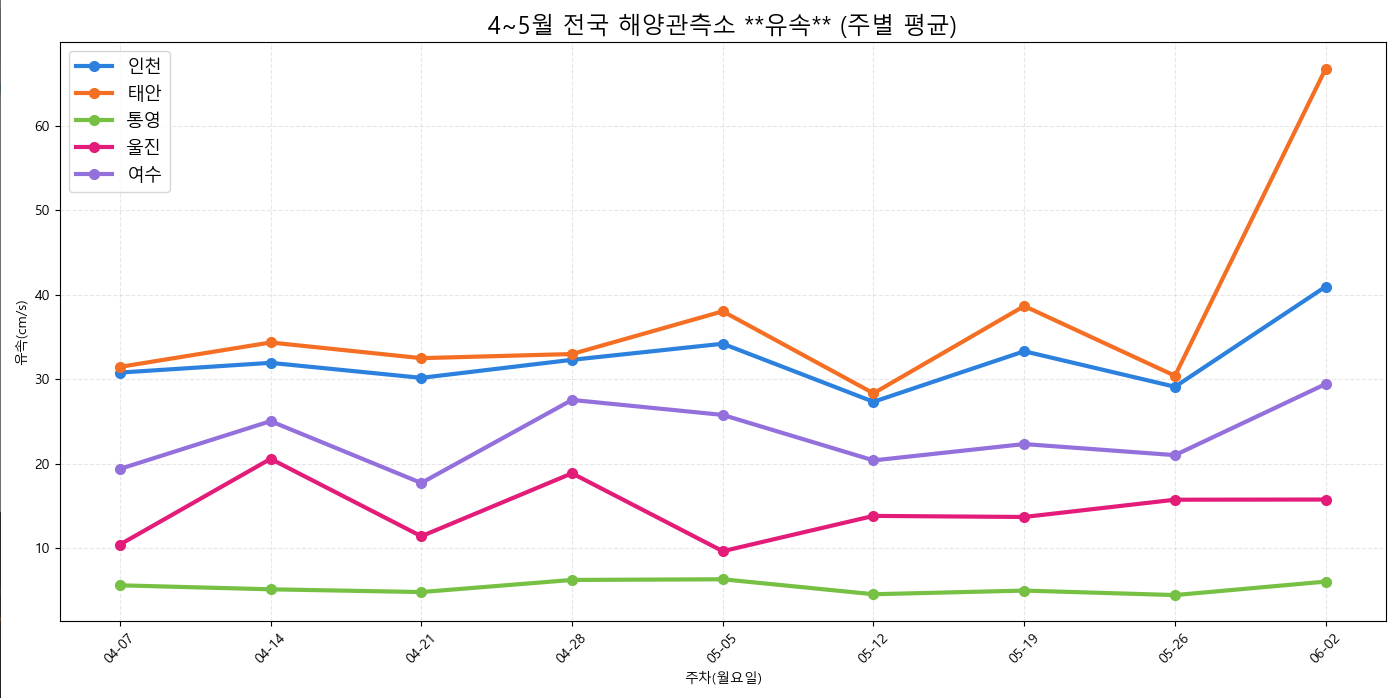 4~5월 전국 해양관측소 **유속** (주별 평균)
인천
태안
통영
울진
여수
유속(cm/s)
60
50
40
30
20
10
04-07
04-14
04-21
04-28
05-05
05-12
05-19
05-26
06-02
주차(월요일)